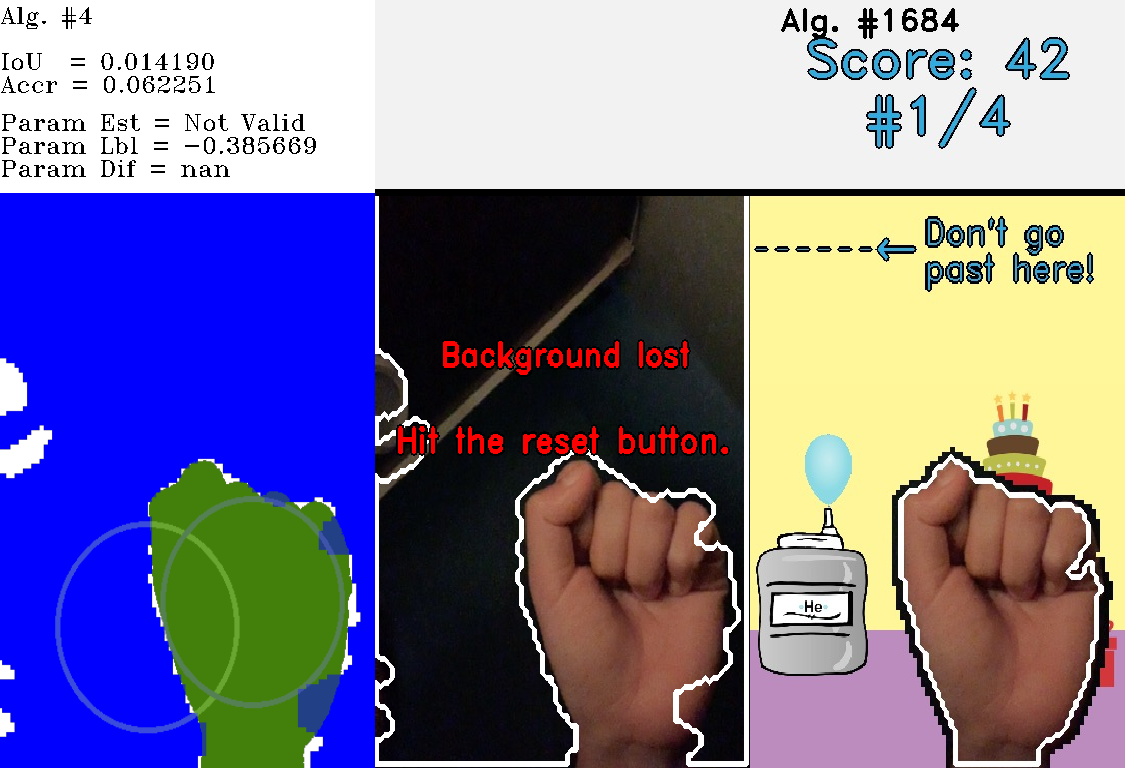 Alg. #4
IoU = 0.014190
Accr = 0.062251
Param Est = Not Valid
Param Lbl = −0.385669
Param Dif = nan
Alg. #1684
Score: 42
#1/4
Don't go
past here!
Background lost
Hit the reset button.
He